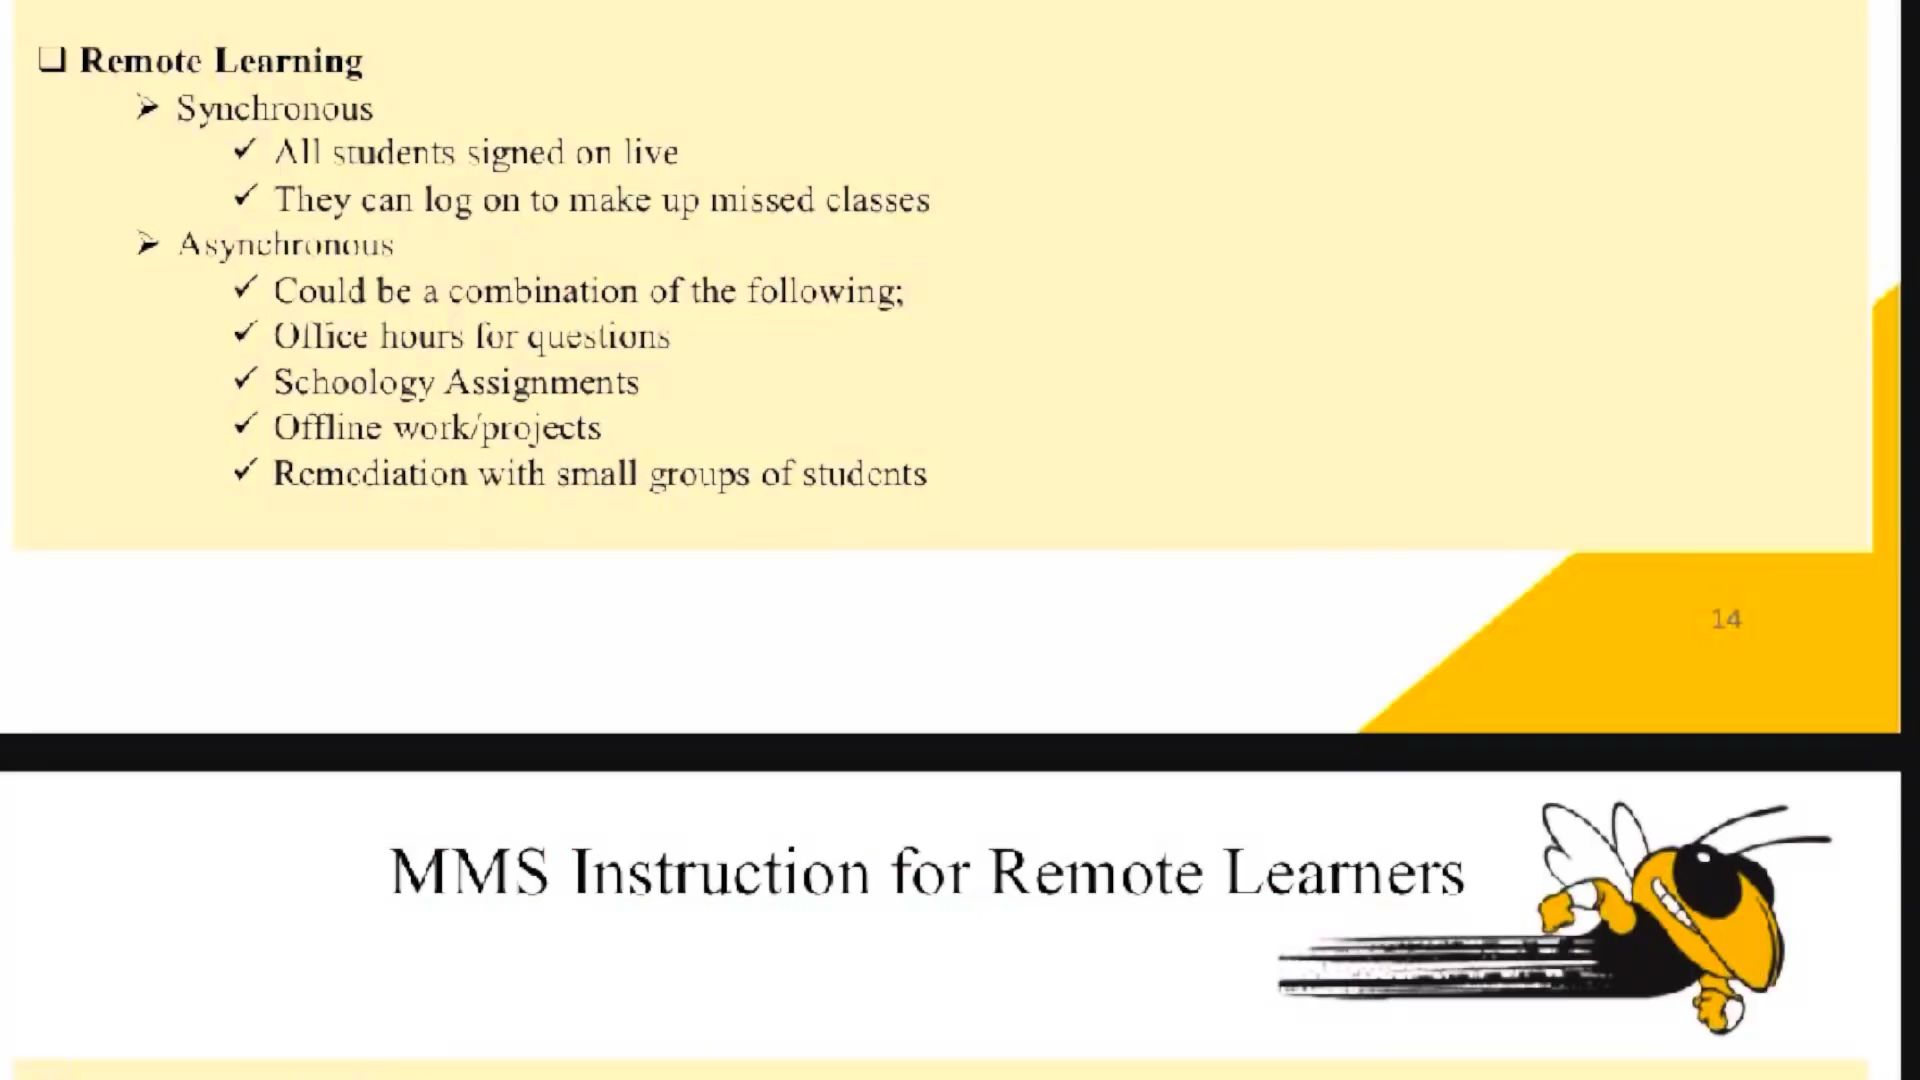 Remote Learning
Synchronous
All students signed on live
They can log on to make up missed classes
Asynchronous
Could be a combination of the following;
Office hours for questions
Schoology Assignments
Offline work/projects
Remediation with small groups of students
14
MMS Instruction for Remote Learners